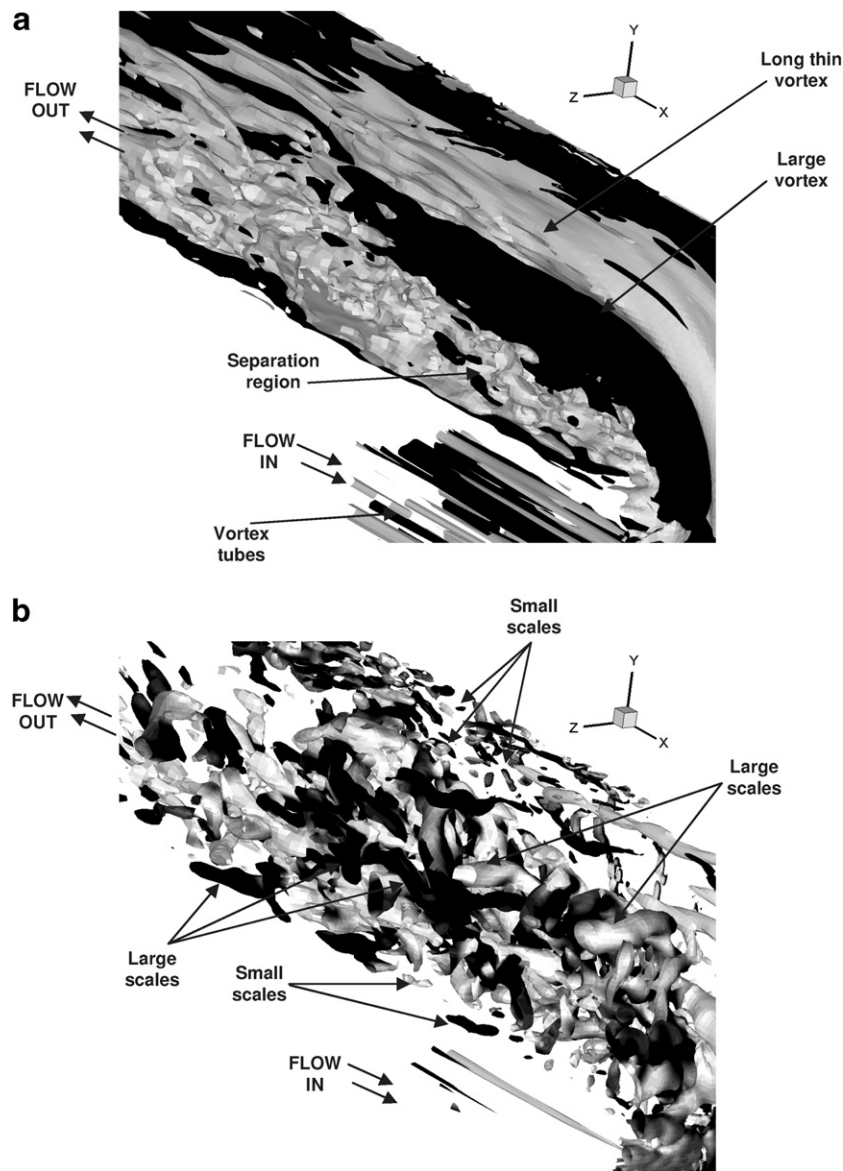 a
Y
Z
X
Long thin
vortex
FLOW
OUT
Large
vortex
Separation
region
FLOW
IN
Vortex
tubes
b
Small
scales
Y
Z
X
FLOW
OUT
Large
scales
Large
scales
Small
scales
FLOW
IN